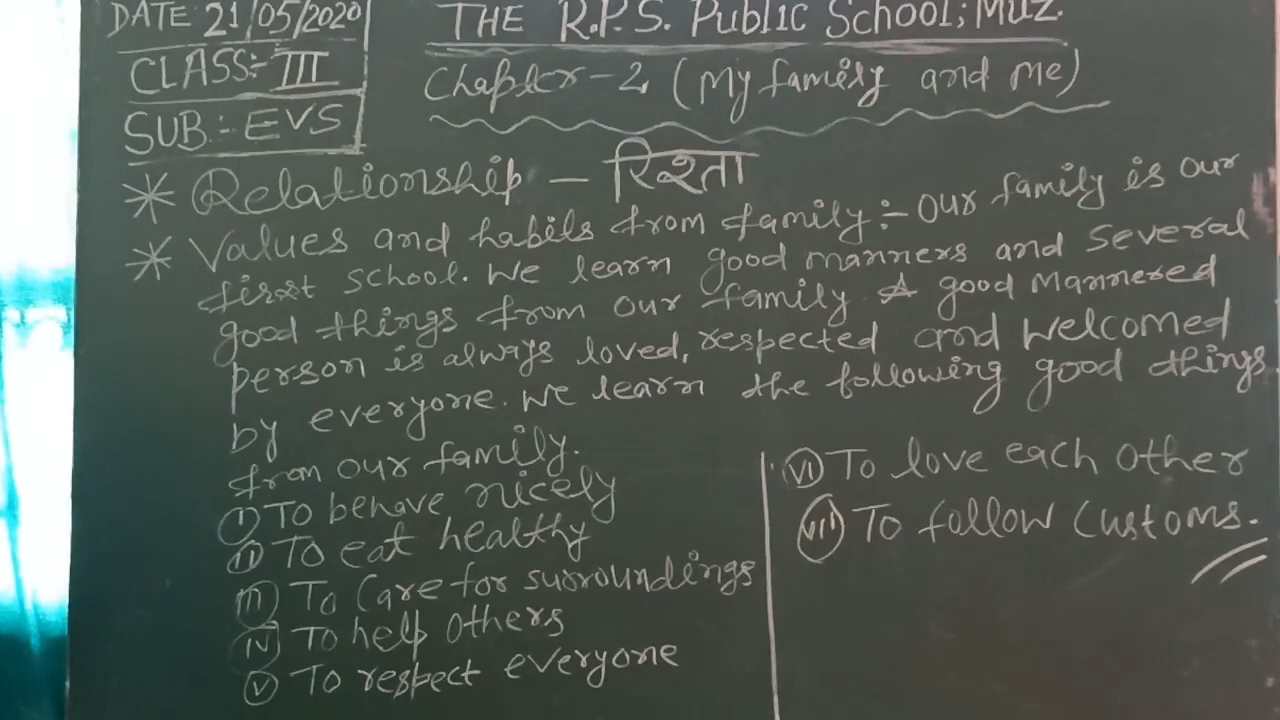 DATE 21/05/2020
CLASS:- III
SUB:- EVS
THE R.P.S. Public School; Muz.
Chapter-2 (My family and Me)
* Relationship - रिश्ता
* Values and habits from family:- Our family is our
first school. We learn good manners and several
good things from our family. A good mannered
person is always loved, respected and welcomed
by everyone. We learn the following good things
from our family.
(I) To behave nicely
(II) To eat healthy
(III) To Care for surroundings
(IV) To help others
(V) To respect everyone
(VI) To love each other
(VII) To follow customs.